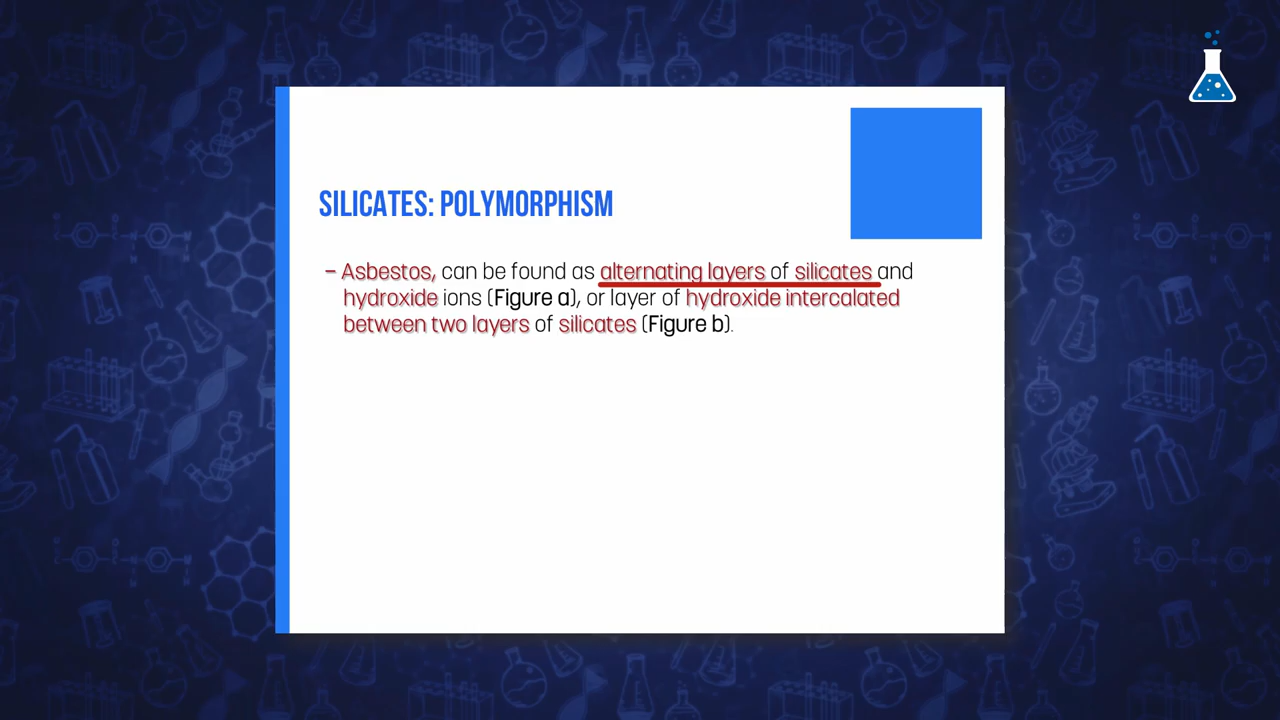 SILICATES: POLYMORPHISM
– Asbestos, can be found as alternating layers of silicates and
hydroxide ions (Figure a), or layer of hydroxide intercalated
between two layers of silicates (Figure b).